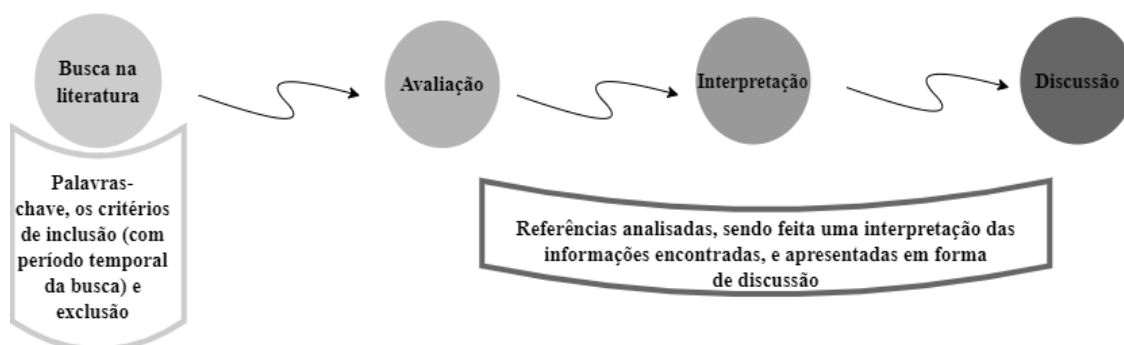 Busca na
literatura
Avaliação
Interpretação
Discussão
Palavras-
chave, os critérios
de inclusão (com
período temporal
da busca) e
exclusão
Referências analisadas, sendo feita uma interpretação das
informações encontradas, e apresentadas em forma
de discussão